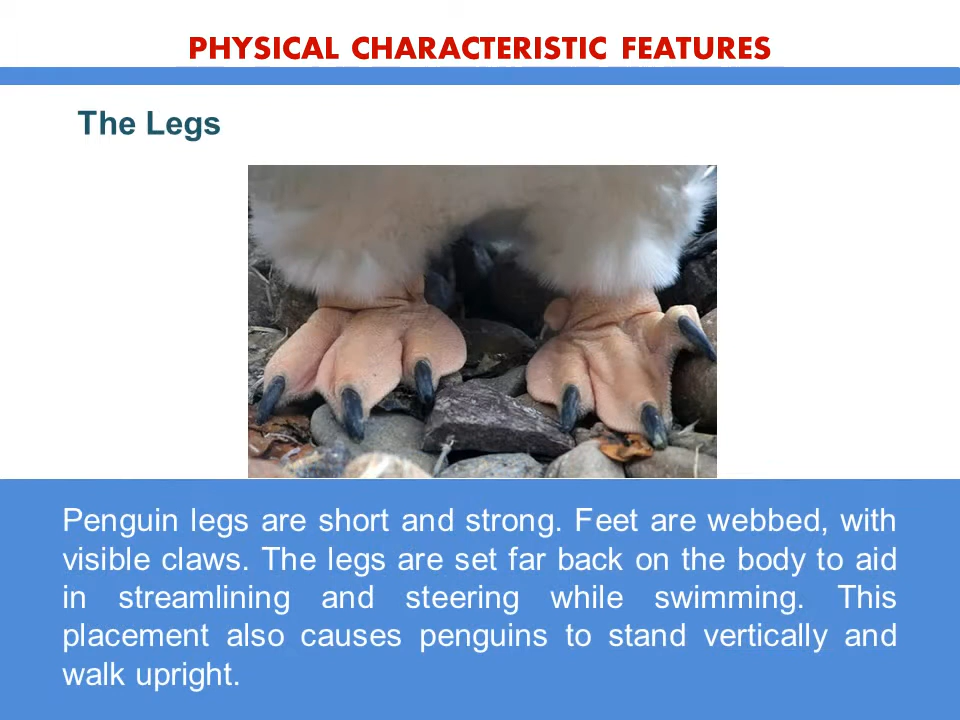 PHYSICAL CHARACTERISTIC FEATURES
The Legs
Penguin legs are short and strong. Feet are webbed, with
visible claws. The legs are set far back on the body to aid
in streamlining and steering while swimming. This
placement also causes penguins to stand vertically and
walk upright.